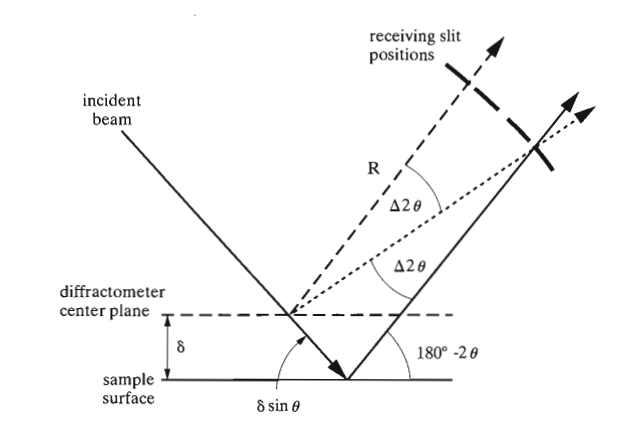 receiving slit
positions
incident
beam
R
Δ2θ
Δ2θ
diffractometer
center plane
δ
180° -2θ
sample
surface
δ sin θ